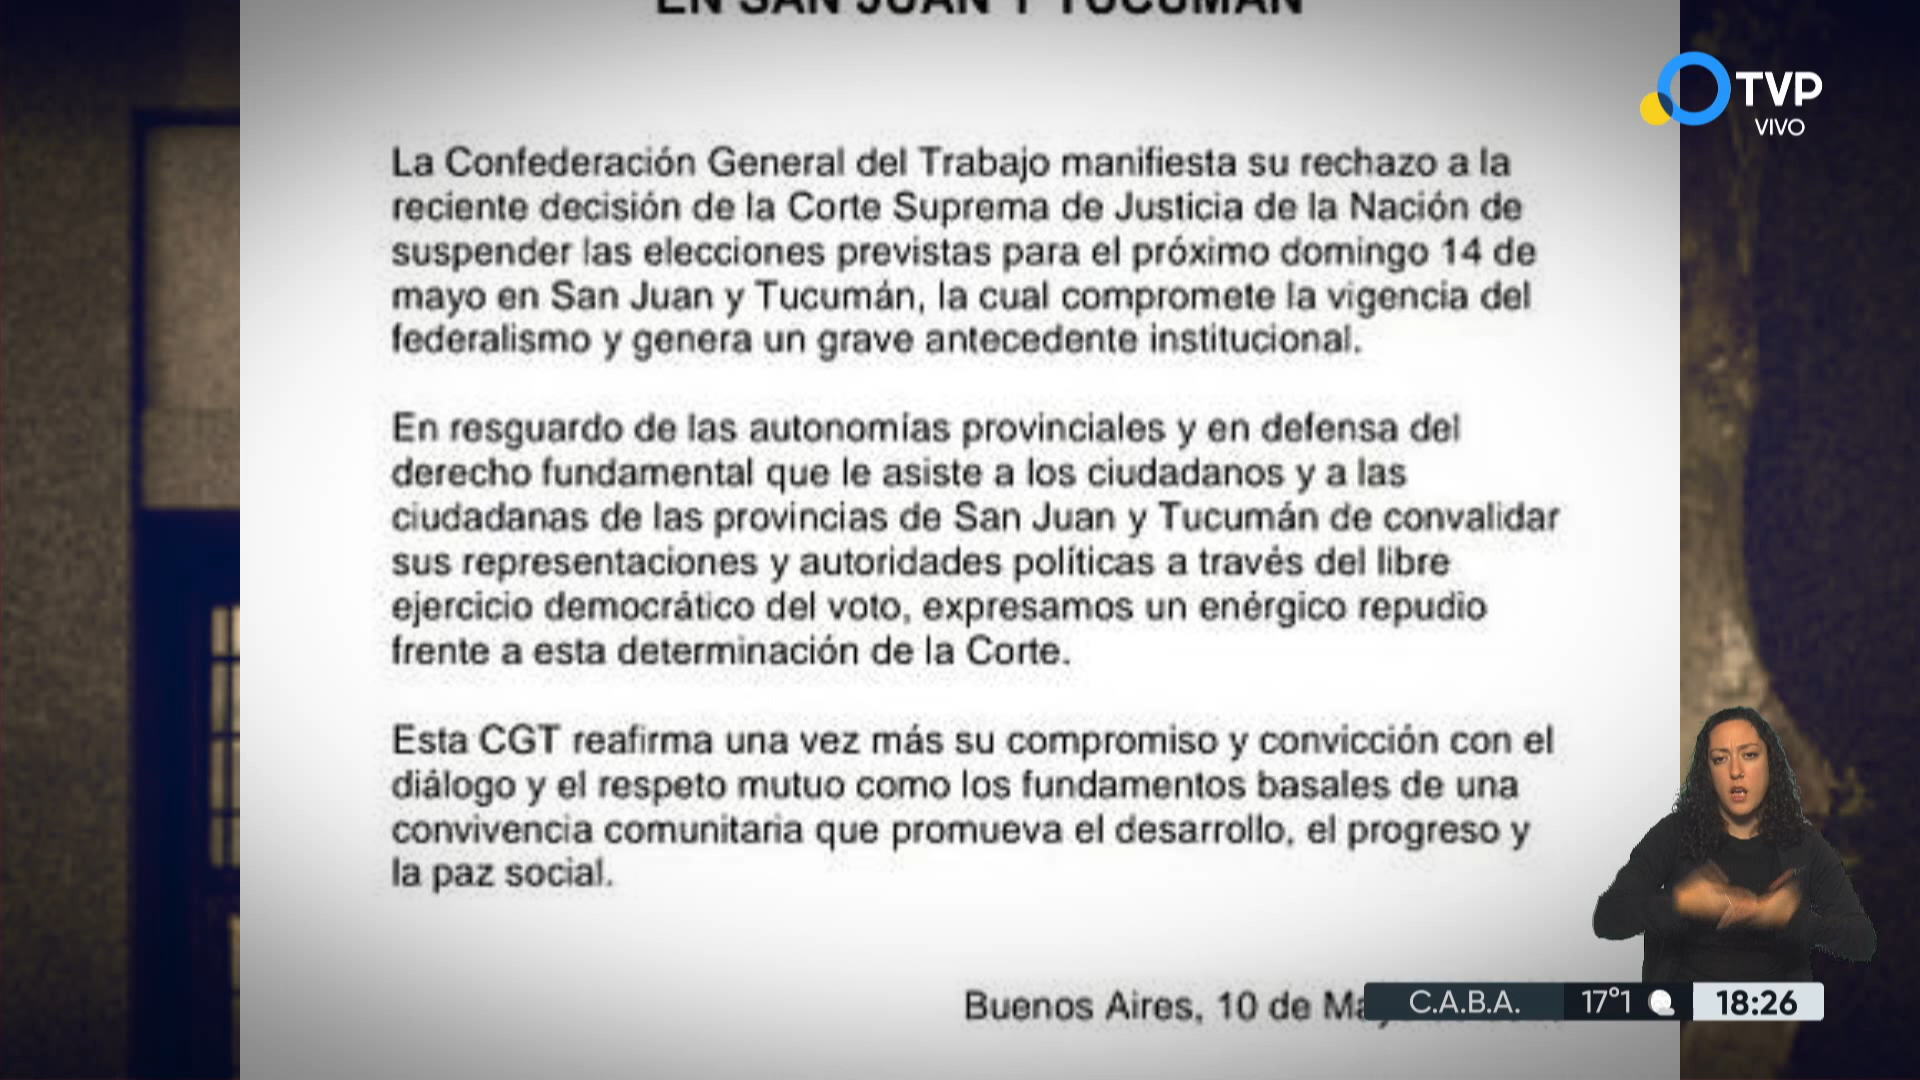 EN SAN JUAN Y TUCUMÁN
TVP
VIVO
La Confederación General del Trabajo manifiesta su rechazo a la
reciente decisión de la Corte Suprema de Justicia de la Nación de
suspender las elecciones previstas para el próximo domingo 14 de
mayo en San Juan y Tucumán, la cual compromete la vigencia del
federalismo y genera un grave antecedente institucional.
En resguardo de las autonomías provinciales y en defensa del
derecho fundamental que le asiste a los ciudadanos y a las
ciudadanas de las provincias de San Juan y Tucumán de convalidar
sus representaciones y autoridades políticas a través del libre
ejercicio democrático del voto, expresamos un enérgico repudio
frente a esta determinación de la Corte.
Esta CGT reafirma una vez más su compromiso y convicción con el
diálogo y el respeto mutuo como los fundamentos basales de una
convivencia comunitaria que promueva el desarrollo, el progreso y
la paz social.
Buenos Aires, 10 de
C.A.B.A. 17°1 18:26